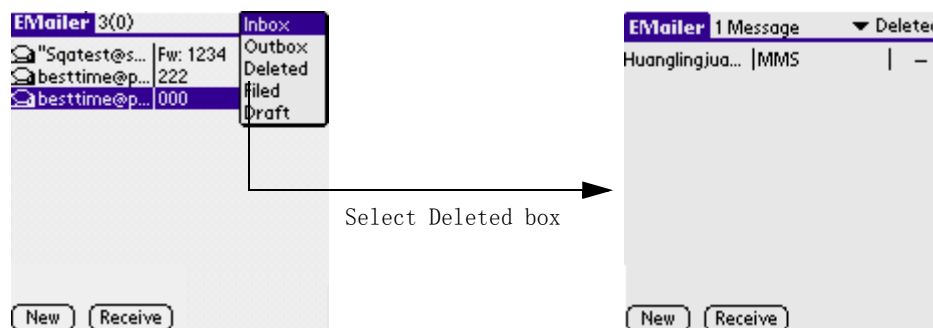 EMailer 3(0)
Inbox
Outbox
Deleted
Filed
Draft
"Sqatest@s... Fw: 1234
besttime@p... 222
besttime@p... 000
New Receive
Select Deleted box
EMailer 1 Message Deleted
Huanglingjua... MMS –
New Receive